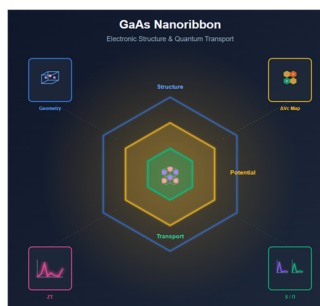 GaAs Nanoribbon
Electronic Structure & Quantum Transport
Structure
Geometry
AVc Map
Potential
Transport